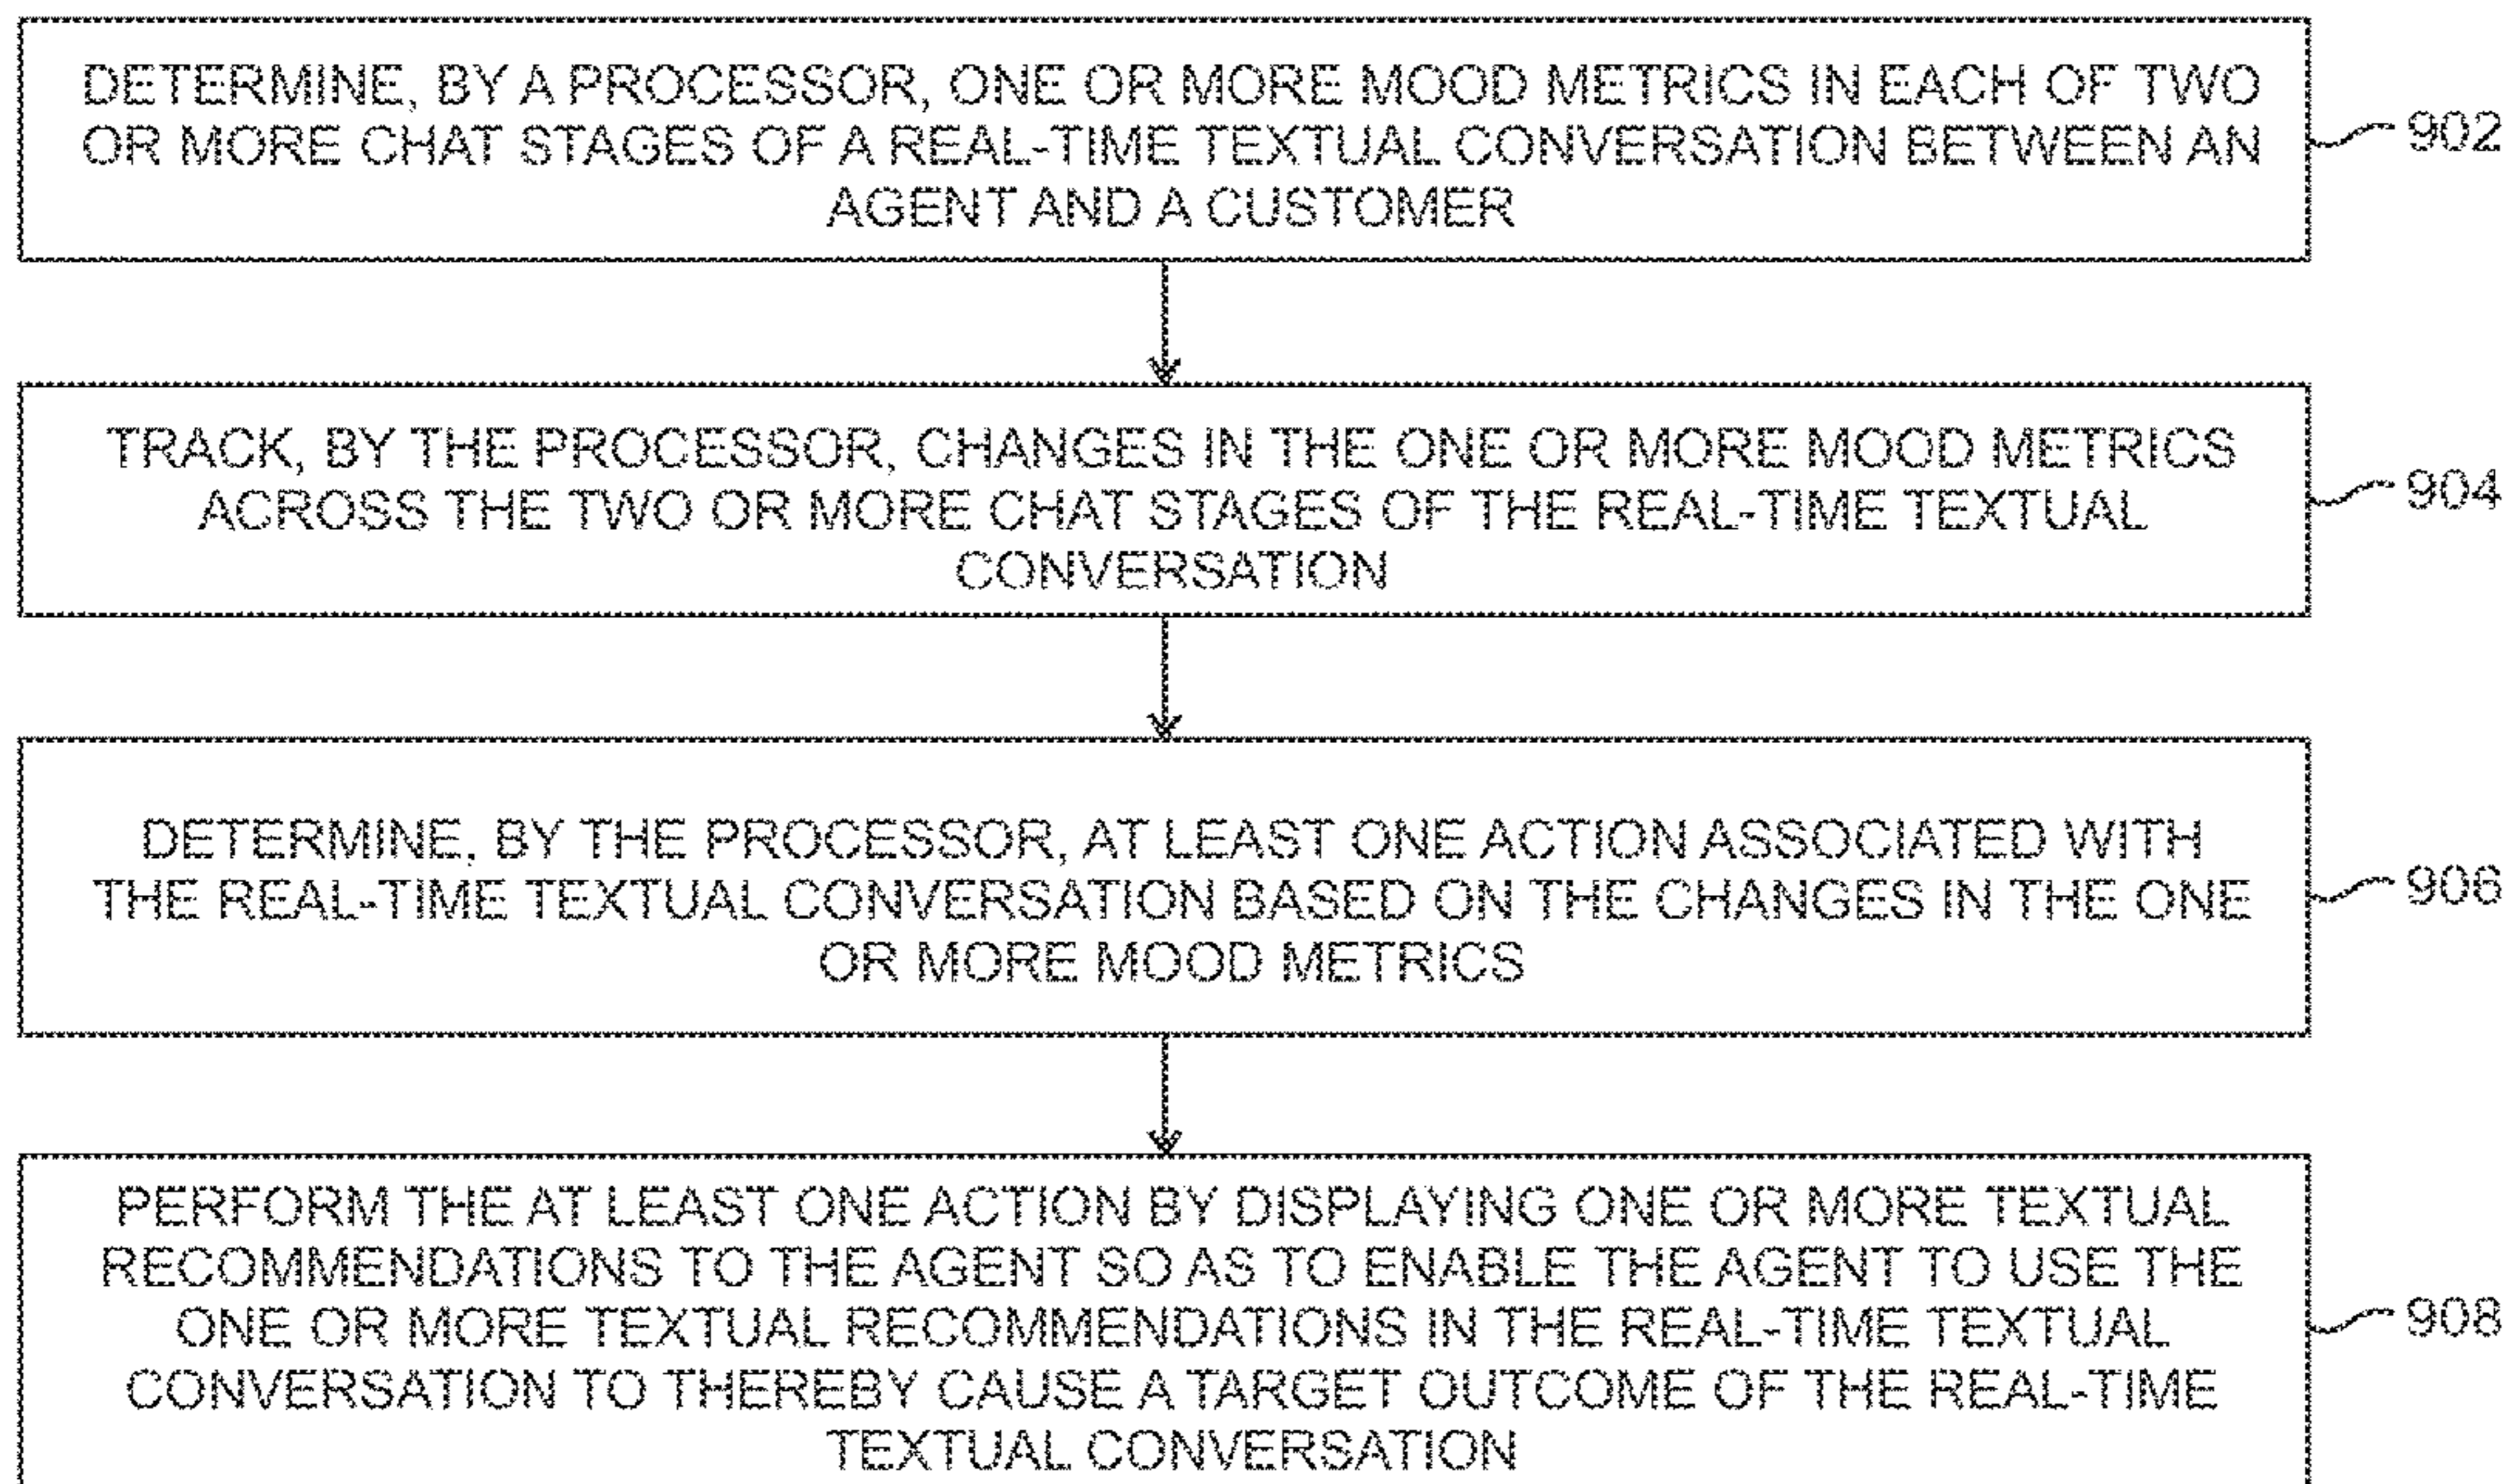 DETERMINE, BY A PROCESSOR, ONE OR MORE MOOD METRICS IN EACH OF TWO
OR MORE CHAT STAGES OF A REAL-TIME TEXTUAL CONVERSATION BETWEEN AN
AGENT AND A CUSTOMER
902
TRACK, BY THE PROCESSOR, CHANGES IN THE ONE OR MORE MOOD METRICS
ACROSS THE TWO OR MORE CHAT STAGES OF THE REAL-TIME TEXTUAL
CONVERSATION
904
DETERMINE, BY THE PROCESSOR, AT LEAST ONE ACTION ASSOCIATED WITH
THE REAL-TIME TEXTUAL CONVERSATION BASED ON THE CHANGES IN THE ONE
OR MORE MOOD METRICS
906
PERFORM THE AT LEAST ONE ACTION BY DISPLAYING ONE OR MORE TEXTUAL
RECOMMENDATIONS TO THE AGENT SO AS TO ENABLE THE AGENT TO USE THE
ONE OR MORE TEXTUAL RECOMMENDATIONS IN THE REAL-TIME TEXTUAL
CONVERSATION TO THEREBY CAUSE A TARGET OUTCOME OF THE REAL-TIME
TEXTUAL CONVERSATION
908